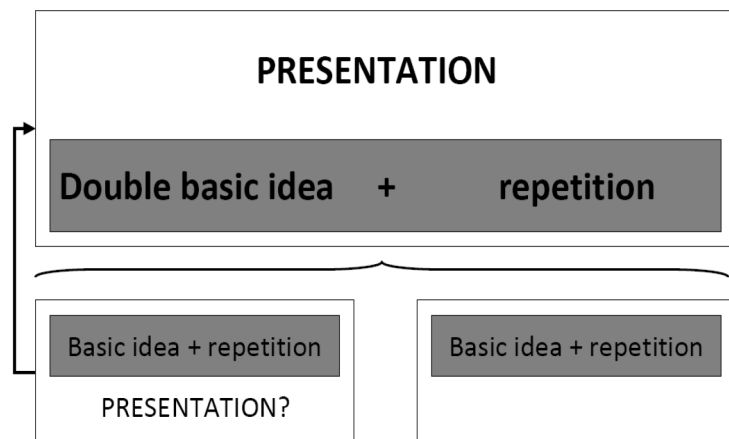 PRESENTATION
Double basic idea + repetition
Basic idea + repetition
PRESENTATION?
Basic idea + repetition